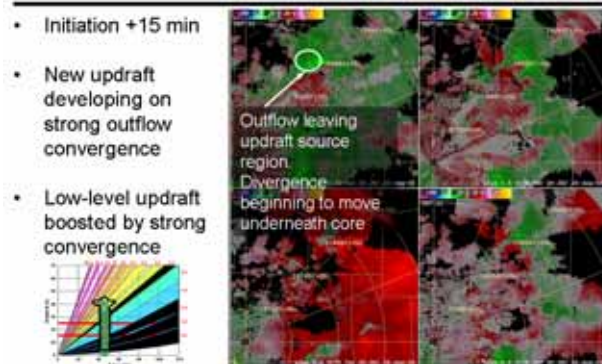 • Initiation +15 min
• New updraft
developing on
strong outflow
convergence
• Low-level updraft
boosted by strong
convergence
Outflow leaving
updraft source
region
Divergence
beginning to move
underneath core